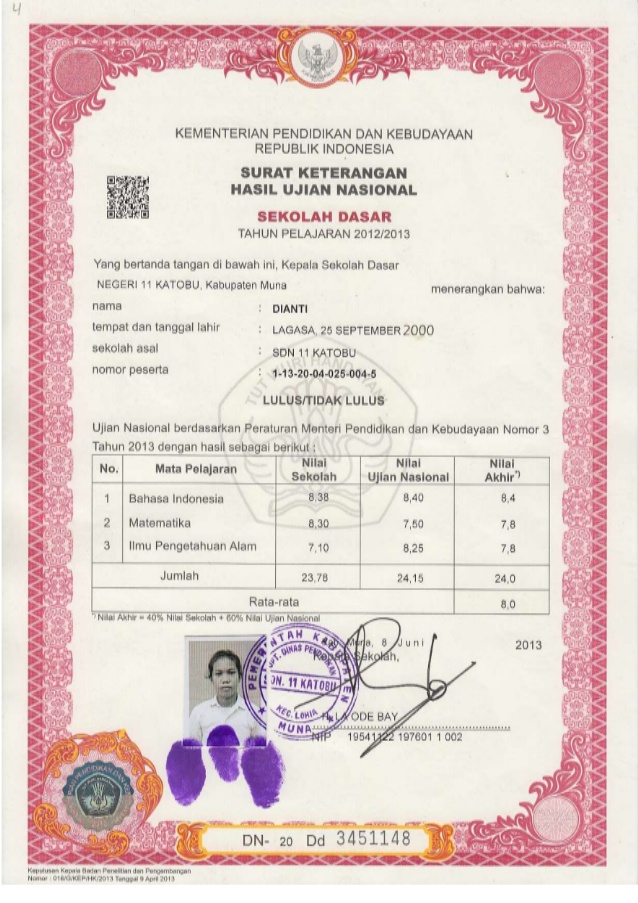 4
KEMENTERIAN PENDIDIKAN DAN KEBUDAYAAN
REPUBLIK INDONESIA
SURAT KETERANGAN
HASIL UJIAN NASIONAL
SEKOLAH DASAR
TAHUN PELAJARAN 2012/2013
Yang bertanda tangan di bawah ini, Kepala Sekolah Dasar
NEGERI 11 KATOBU, Kabupaten Muna menerangkan bahwa:
nama : DIANTI
tempat dan tanggal lahir : LAGASA, 25 SEPTEMBER 2000
sekolah asal : SDN 11 KATOBU
nomor peserta : 1-13-20-04-025-004-5
TUT WURI HANDAYANI
LULUS/TIDAK LULUS
Ujian Nasional berdasarkan Peraturan Menteri Pendidikan dan Kebudayaan Nomor 3
Tahun 2013 dengan hasil sebagai berikut :
No. Mata Pelajaran Nilai Sekolah Nilai Ujian Nasional Nilai Akhir*)
1 Bahasa Indonesia 8,38 8,40 8,4
2 Matematika 8,30 7,50 7,8
3 Ilmu Pengetahuan Alam 7,10 8,25 7,8
Jumlah 23,78 24,15 24,0
Rata-rata 8,0
*) Nilai Akhir = 40% Nilai Sekolah + 60% Nilai Ujian Nasional
Muna, 8 Juni 2013
Kepala Sekolah,
PEMERINTAH KABUPATEN
UPT. DINAS PENDIDIKAN
SDN. 11 KATOBU
KEC. LOHIA
MUNA
LA ODE BAY
NIP 19541122 197601 1 002
DN- 20 Dd 3451148
Keputusan Kepala Badan Penelitian dan Pengembangan
Nomor : 018/G/KEP/HK/2013 Tanggal 9 April 2013